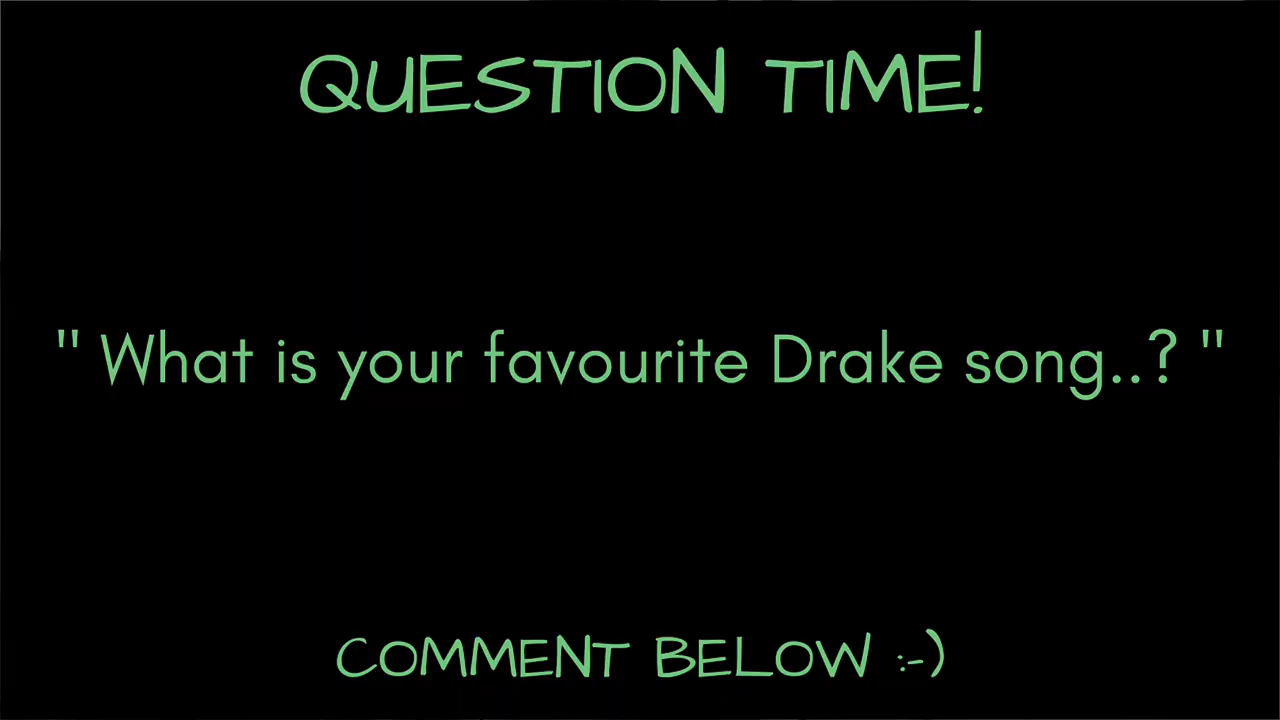 QUESTION TIME!
" What is your favourite Drake song..? "
COMMENT BELOW :-)